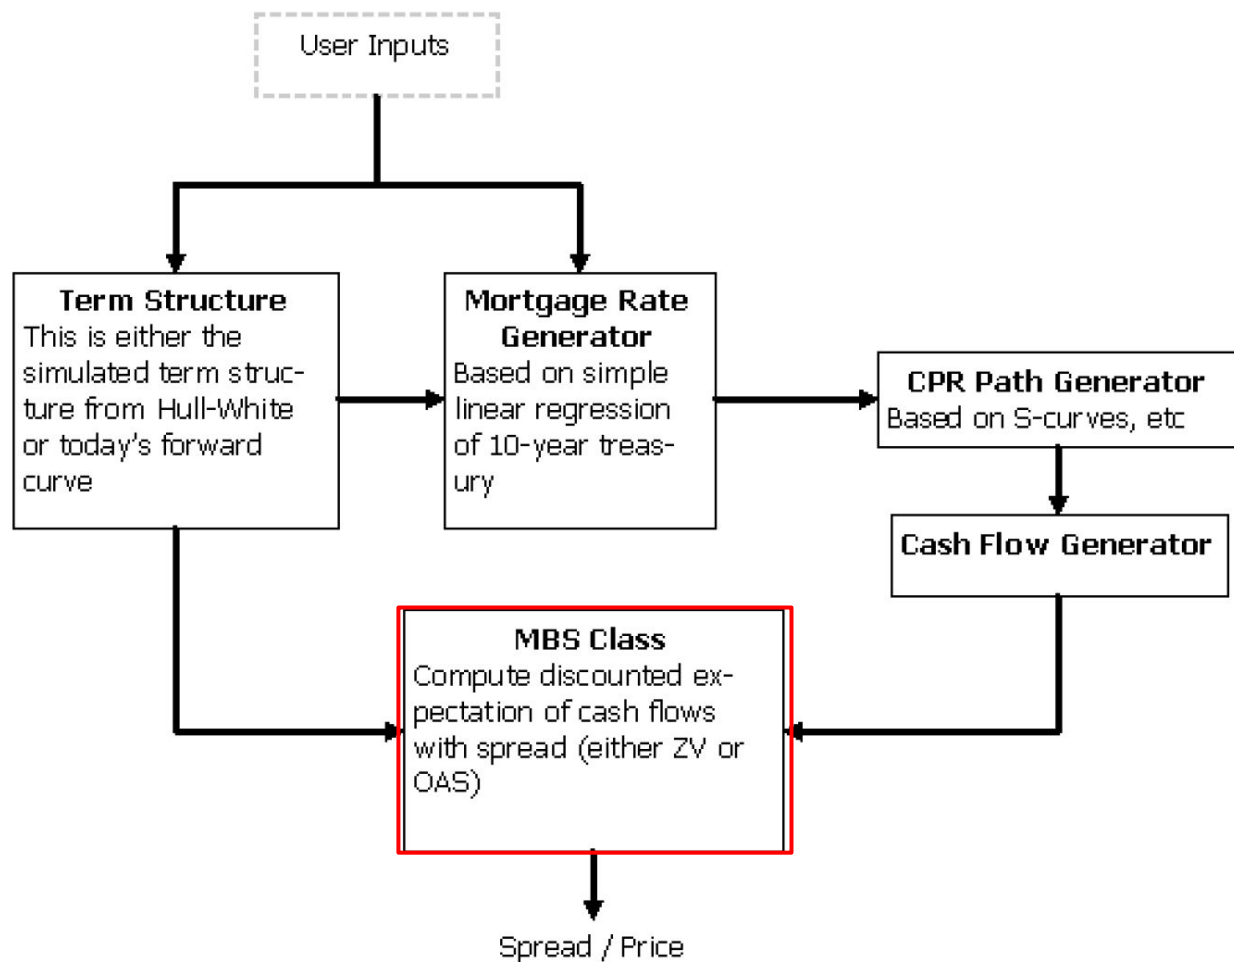 User Inputs
Term Structure
This is either the
simulated term struc-
ture from Hull-White
or today's forward
curve
Mortgage Rate
Generator
Based on simple
linear regression
of 10-year treas-
ury
CPR Path Generator
Based on S-curves, etc
Cash Flow Generator
MBS Class
Compute discounted ex-
pectation of cash flows
with spread (either ZV or
OAS)
Spread / Price